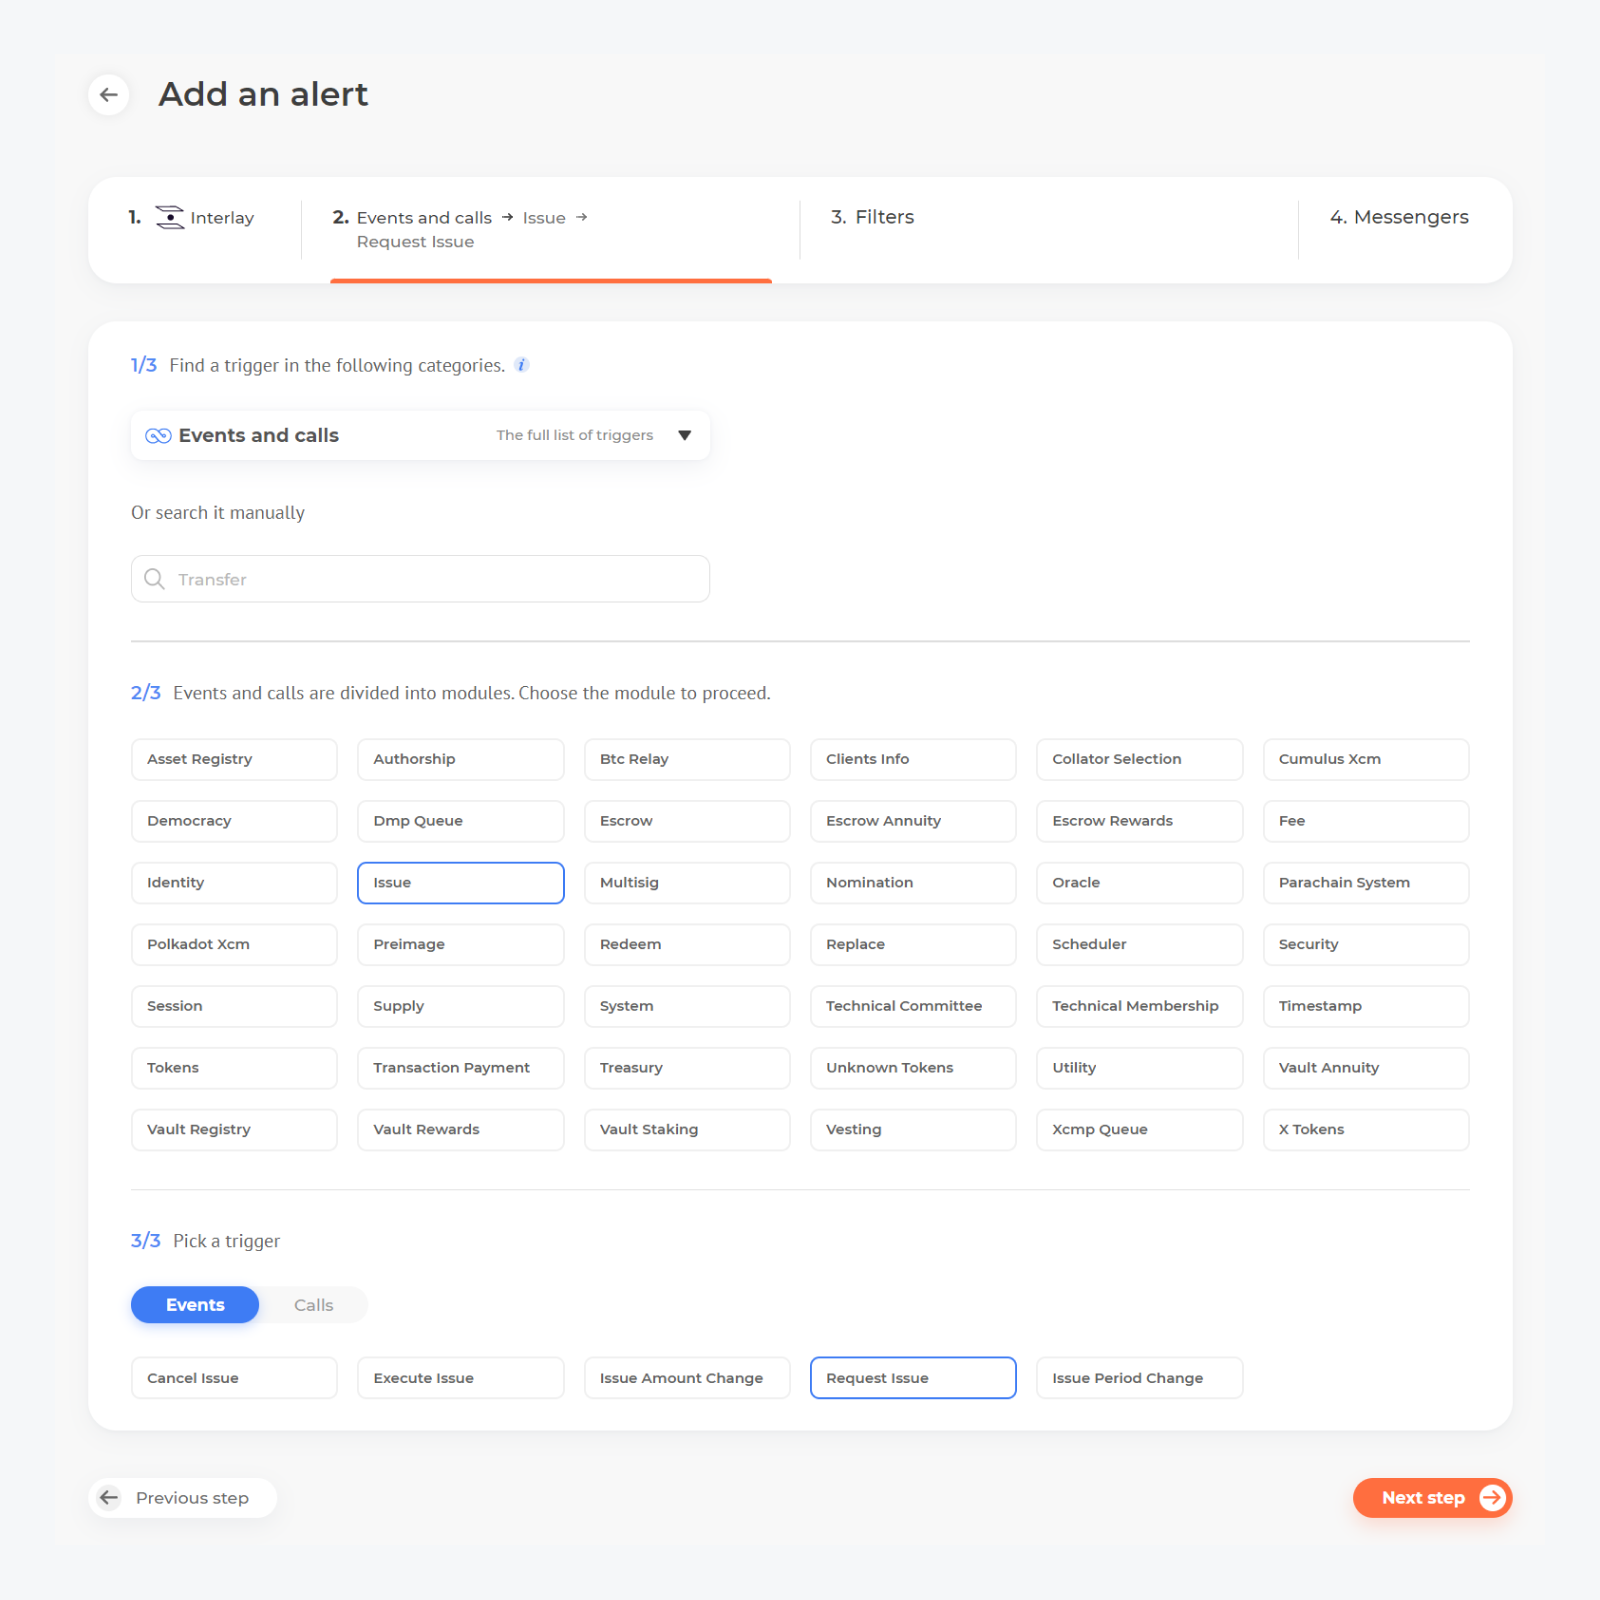 Add an alert
1. Interlay
2. Events and calls → Issue →
Request Issue
3. Filters
4. Messengers
1/3 Find a trigger in the following categories. i
Events and calls The full list of triggers
Or search it manually
Transfer
2/3 Events and calls are divided into modules. Choose the module to proceed.
Asset Registry Authorship Btc Relay Clients Info Collator Selection Cumulus Xcm
Democracy Dmp Queue Escrow Escrow Annuity Escrow Rewards Fee
Identity Issue Multisig Nomination Oracle Parachain System
Polkadot Xcm Preimage Redeem Replace Scheduler Security
Session Supply System Technical Committee Technical Membership Timestamp
Tokens Transaction Payment Treasury Unknown Tokens Utility Vault Annuity
Vault Registry Vault Rewards Vault Staking Vesting Xcmp Queue X Tokens
3/3 Pick a trigger
Events Calls
Cancel Issue Execute Issue Issue Amount Change Request Issue Issue Period Change
Previous step Next step